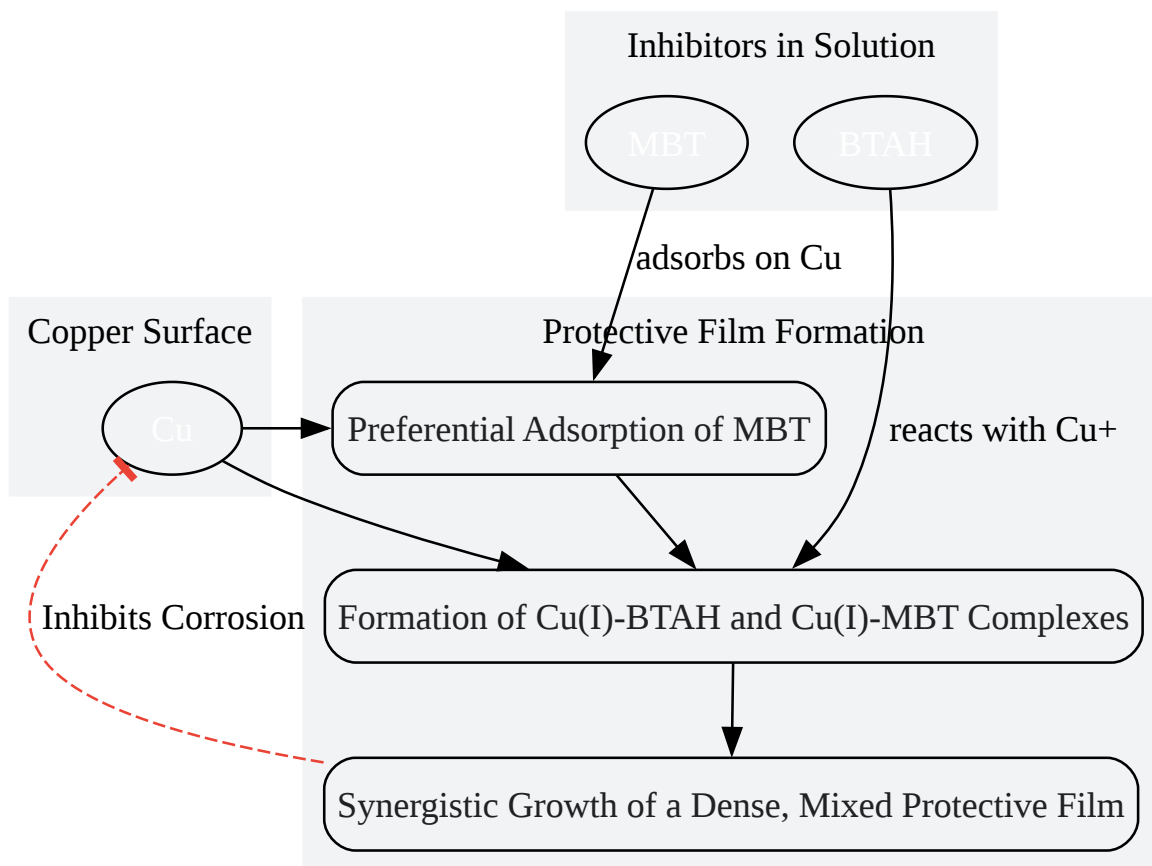 Inhibitors in Solution
MBT
BTAH
adsorbs on Cu
Copper Surface
Protective Film Formation
Cu
Preferential Adsorption of MBT
reacts with Cu+
Formation of Cu(I)-BTAH and Cu(I)-MBT Complexes
Inhibits Corrosion
Synergistic Growth of a Dense, Mixed Protective Film